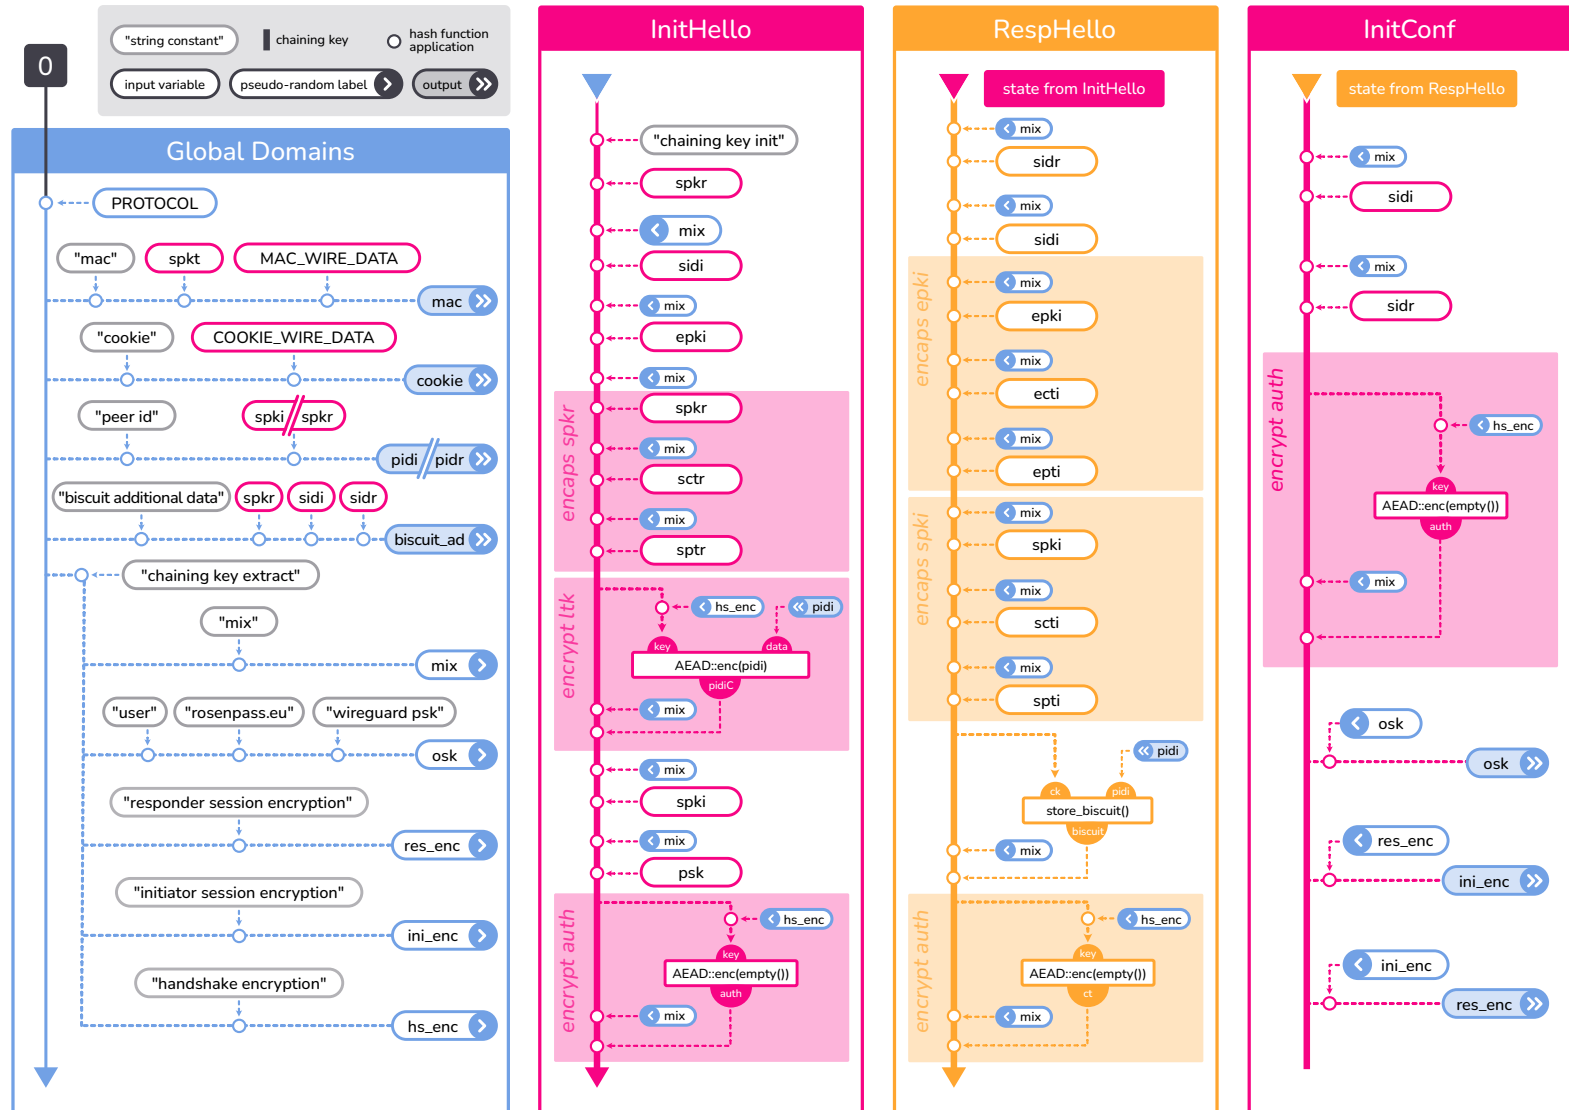 0
"string constant"
chaining key
hash function
application
input variable
pseudo-random label
output
Global Domains
PROTOCOL
"mac"
spkt
MAC_WIRE_DATA
mac
"cookie"
COOKIE_WIRE_DATA
cookie
"peer id"
spki
spkr
pidi
pidr
"biscuit additional data"
spkr
sidi
sidr
biscuit_ad
"chaining key extract"
"mix"
mix
"user"
"rosenpass.eu"
"wireguard psk"
osk
"responder session encryption"
res_enc
"initiator session encryption"
ini_enc
"handshake encryption"
hs_enc
InitHello
"chaining key init"
spkr
mix
sidi
mix
epki
mix
encaps spkr
spkr
mix
sctr
mix
sptr
encrypt ltk
hs_enc
pidi
key
data
AEAD::enc(pidi)
pidiC
mix
mix
spki
mix
psk
encrypt auth
hs_enc
key
AEAD::enc(empty())
auth
mix
RespHello
state from InitHello
mix
sidr
mix
sidi
encaps epki
mix
epki
mix
ecti
mix
epti
encaps spki
mix
spki
mix
scti
mix
spti
pidi
ck
pidi
store_biscuit()
biscuit
mix
encrypt auth
hs_enc
key
AEAD::enc(empty())
ct
mix
InitConf
state from RespHello
mix
sidi
mix
sidr
encrypt auth
hs_enc
key
AEAD::enc(empty())
auth
mix
osk
osk
res_enc
ini_enc
ini_enc
res_enc